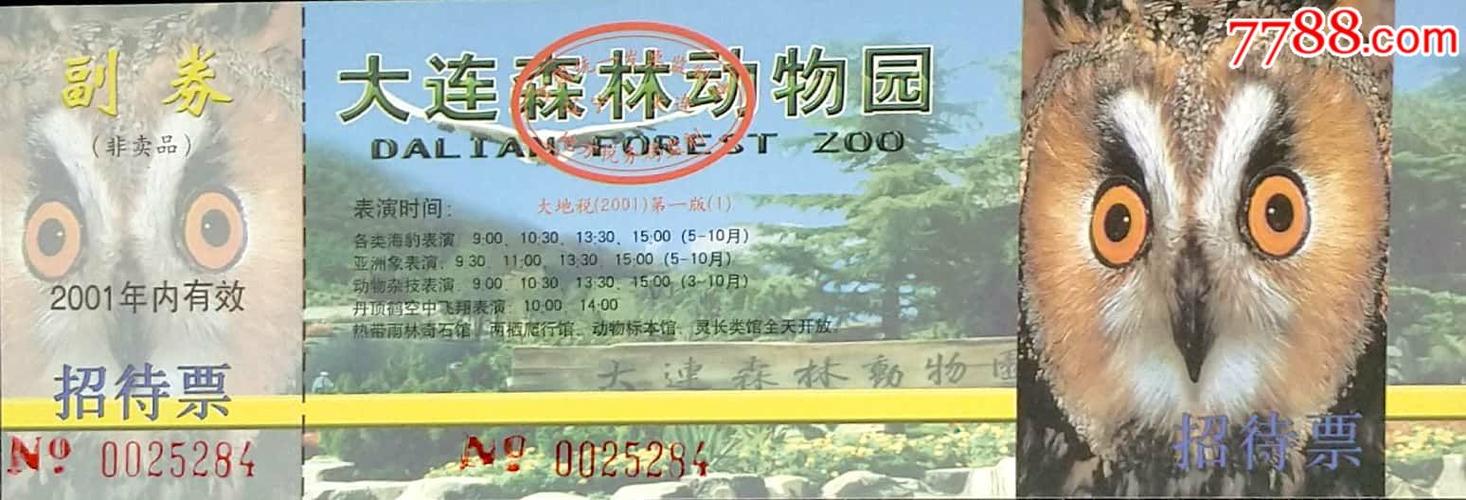 副券
(非卖品)
2001年内有效
招待票
№ 0025284
大连森林动物园
DALIAN FOREST ZOO
表演时间:
大地税(2001)第一版(1)
各类海豹表演: 9:00、10:30、13:30、15:00 (5-10月)
亚洲象表演: 9:30、11:00、13:30、15:00 (5-10月)
动物杂技表演: 9:00、10:30、13:30、15:00 (3-10月)
丹顶鹤空中飞翔表演: 10:00、14:00
热带雨林奇石馆、两栖爬行馆、动物标本馆、灵长类馆全天开放。
大連森林動物園
№ 0025284
7788.com
招待票